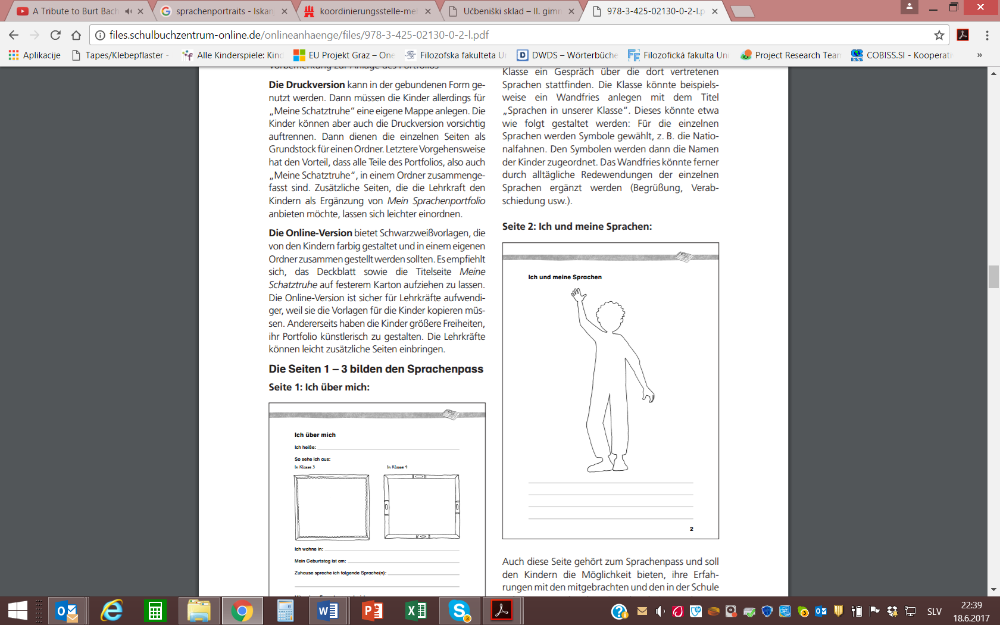 A Tribute to Burt Bach
sprachenportraits - Iskan
koordinierungsstelle-meh
Učbeniški sklad – II. gimn
978-3-425-02130-0-2-l.p
files.schulbuchzentrum-online.de/onlineanhaenge/files/978-3-425-02130-0-2-l.pdf
Aplikacije
Tapes/Klebepflaster -
Alle Kinderspiele: Kind
EU Projekt Graz – One
Filozofska fakulteta U
DWDS – Wörterbüche
Filozofická fakulta Uni
Project Research Team
COBISS.SI - Kooperati
»
Vorbemerkung zur Anlage des Portfolios
Die Druckversion kann in der gebundenen Form ge-
nutzt werden. Dann müssen die Kinder allerdings für
„Meine Schatztruhe“ eine eigene Mappe anlegen. Die
Kinder können aber auch die Druckversion vorsichtig
auftrennen. Dann dienen die einzelnen Seiten als
Grundstock für einen Ordner. Letztere Vorgehensweise
hat den Vorteil, dass alle Teile des Portfolios, also auch
„Meine Schatztruhe“, in einem Ordner zusammenge-
fasst sind. Zusätzliche Seiten, die die Lehrkraft den
Kindern als Ergänzung von Mein Sprachenportfolio
anbieten möchte, lassen sich leichter einordnen.
Die Online-Version bietet Schwarzweißvorlagen, die
von den Kindern farbig gestaltet und in einem eigenen
Ordner zusammen gestellt werden sollten. Es empfiehlt
sich, das Deckblatt sowie die Titelseite Meine
Schatztruhe auf festerem Karton aufziehen zu lassen.
Die Online-Version ist sicher für Lehrkräfte aufwendi-
ger, weil sie die Vorlagen für die Kinder kopieren müs-
sen. Andererseits haben die Kinder größere Freiheiten,
ihr Portfolio künstlerisch zu gestalten. Die Lehrkräfte
können leicht zusätzliche Seiten einbringen.
Die Seiten 1 – 3 bilden den Sprachenpass
Seite 1: Ich über mich:
Ich über mich
Ich heiße:
So sehe ich aus:
In Klasse 3
In Klasse 4
Ich wohne in:
Mein Geburtstag ist am:
Zuhause spreche ich folgende Sprache(n):
Klasse ein Gespräch über die dort vertretenen
Sprachen stattfinden. Die Klasse könnte beispiels-
weise ein Wandfries anlegen mit dem Titel
„Sprachen in unserer Klasse“. Dieses könnte etwa
wie folgt gestaltet werden: Für die einzelnen
Sprachen werden Symbole gewählt, z. B. die Natio-
nalfahnen. Den Symbolen werden dann die Namen
der Kinder zugeordnet. Das Wandfries könnte ferner
durch alltägliche Redewendungen der einzelnen
Sprachen ergänzt werden (Begrüßung, Verab-
schiedung usw.).
Seite 2: Ich und meine Sprachen:
Ich und meine Sprachen
2
Auch diese Seite gehört zum Sprachenpass und soll
den Kindern die Möglichkeit bieten, ihre Erfah-
rungen mit den mitgebrachten und den in der Schule
SLV
22:39
18.6.2017